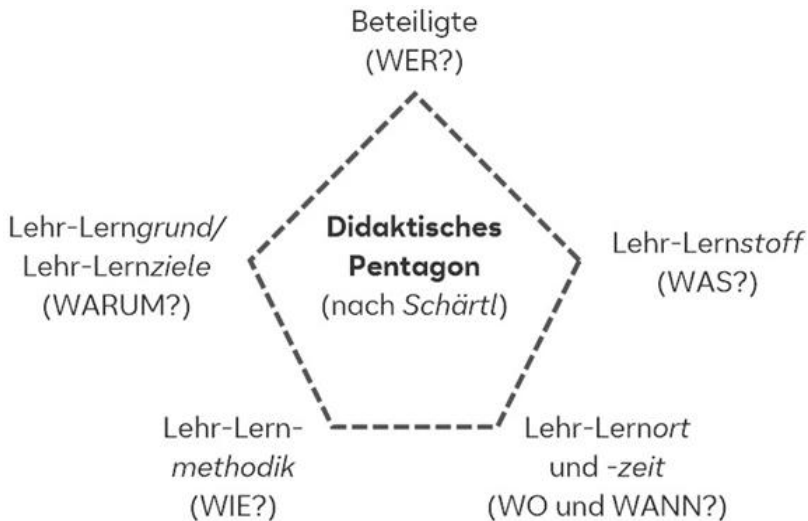 Beteiligte
(WER?)
Lehr-Lerngrund/
Lehr-Lernziele
(WARUM?)
Didaktisches
Pentagon
(nach Schärtl)
Lehr-Lernstoff
(WAS?)
Lehr-Lern-
methodik
(WIE?)
Lehr-Lernort
und -zeit
(WO und WANN?)